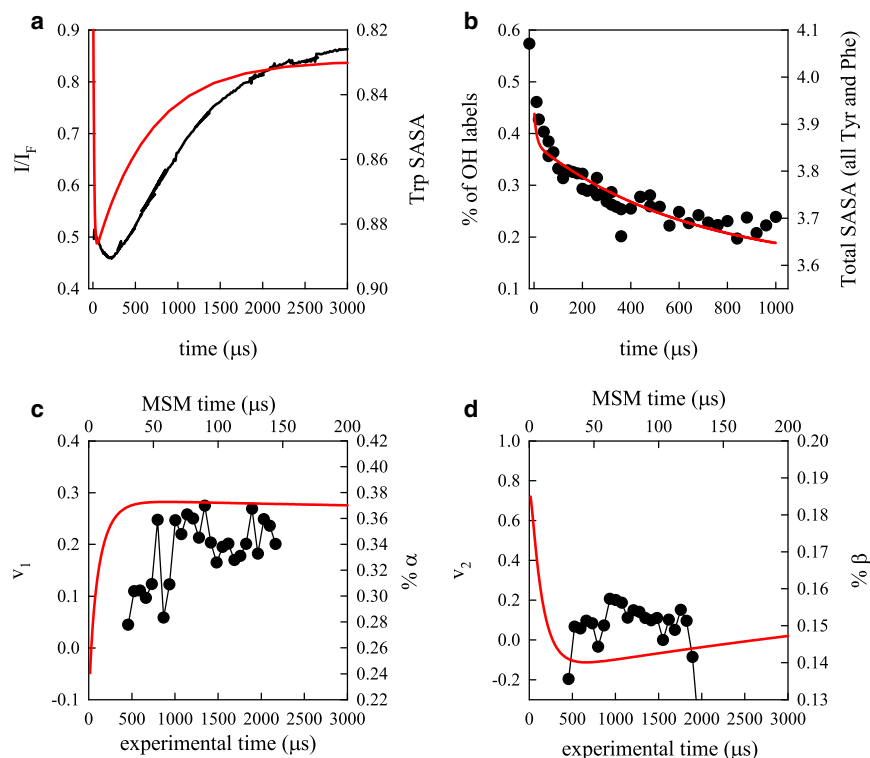 a
0.9
0.8
0.7
0.6
0.5
0.4
I/I_F
0.82
0.84
0.86
0.88
0.90
Trp SASA
0 500 1000 1500 2000 2500 3000
time (μs)
b
0.6
0.5
0.4
0.3
0.2
0.1
% of OH labels
4.1
4.0
3.9
3.8
3.7
3.6
Total SASA (all Tyr and Phe)
0 200 400 600 800 1000
time (μs)
c
MSM time (μs)
0 50 100 150 200
0.4
0.3
0.2
0.1
0.0
-0.1
v1
0.42
0.40
0.38
0.36
0.34
0.32
0.30
0.28
0.26
0.24
0.22
% α
0 500 1000 1500 2000 2500 3000
experimental time (μs)
d
MSM time (μs)
0 50 100 150 200
1.0
0.8
0.6
0.4
0.2
0.0
-0.2
v2
0.20
0.19
0.18
0.17
0.16
0.15
0.14
0.13
% β
0 500 1000 1500 2000 2500 3000
experimental time (μs)